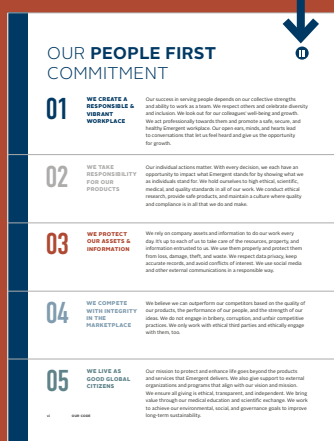 OUR PEOPLE FIRST
COMMITMENT
01
WE CREATE A
RESPONSIBLE &
VIBRANT
WORKPLACE
Our success in serving people depends on our collective strengths
and ability to work as a team. We respect others and celebrate diversity
and inclusion. We look out for our colleagues' well-being and growth.
We act professionally towards them and promote a safe, secure, and
healthy Emergent workplace. Our open ears, minds, and hearts lead
to conversations that let us feel heard and give us the opportunity
for growth.
02
WE TAKE
RESPONSIBILITY
FOR OUR
PRODUCTS
Our individual actions matter. With every decision, we each have an
opportunity to impact what Emergent stands for by showing what we
as individuals stand for. We hold ourselves to high ethical, scientific,
medical, and quality standards in all of our work. We conduct ethical
research, provide safe products, and maintain a culture where quality
and compliance is in all that we do and make.
03
WE PROTECT
OUR ASSETS &
INFORMATION
We rely on company assets and information to do our work every
day. It's up to each of us to take care of the resources, property, and
information entrusted to us. We use them properly and protect them
from loss, damage, theft, and waste. We respect data privacy, keep
accurate records, and avoid conflicts of interest. We use social media
and other external communications in a responsible way.
04
WE COMPETE
WITH INTEGRITY
IN THE
MARKETPLACE
We believe we can outperform our competitors based on the quality of
our products, the performance of our people, and the strength of our
ideas. We do not engage in bribery, corruption, and unfair competitive
practices. We only work with ethical third parties and ethically engage
with them, too.
05
WE LIVE AS
GOOD GLOBAL
CITIZENS
Our mission to protect and enhance life goes beyond the products
and services that Emergent delivers. We also give support to external
organizations and programs that align with our vision and mission.
We ensure all giving is ethical, transparent, and independent. We bring
value through our medical education and scientific exchange. We work
to achieve our environmental, social, and governance goals to improve
long-term sustainability.
OUR CODE